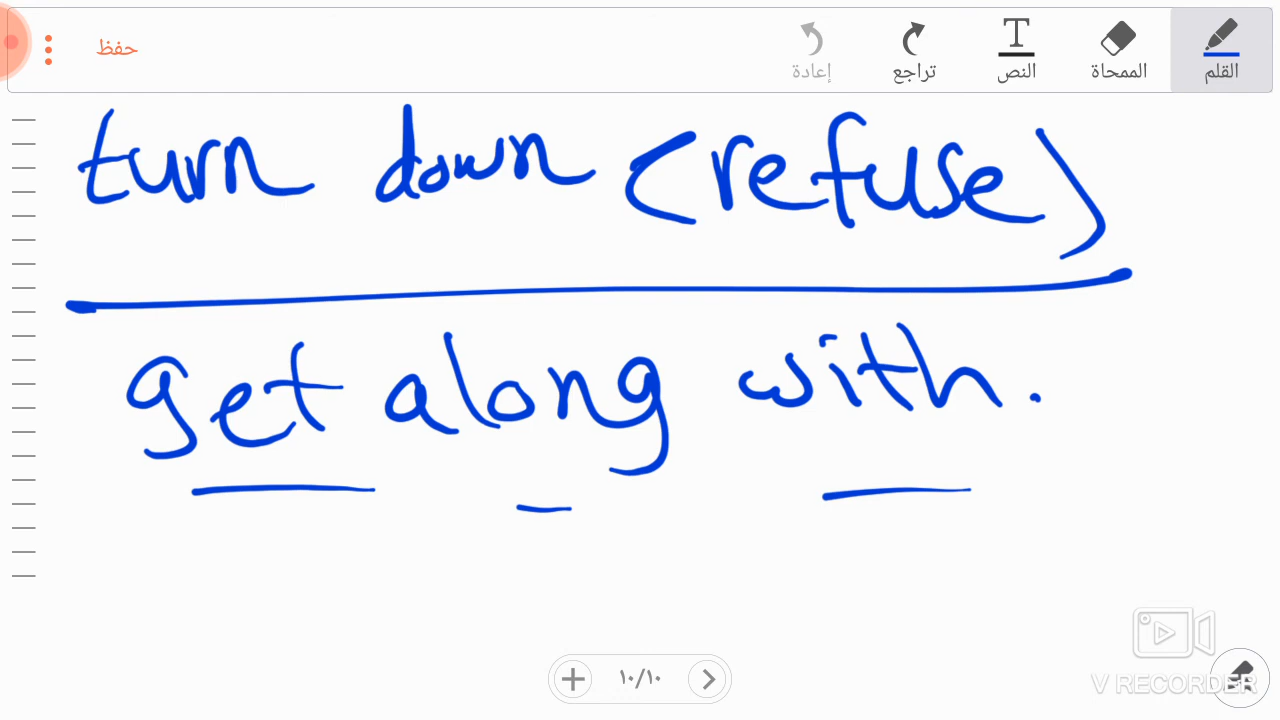 حفظ إعادة تراجع النص الممحاة القلم
turn down (refuse)
get along with.
١٠/١٠
V RECORDER